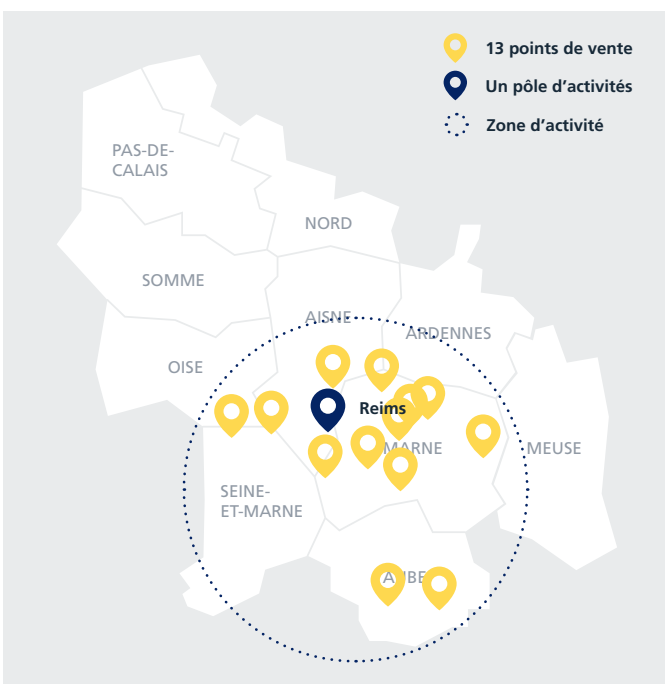 13 points de vente
Un pôle d’activités
Zone d’activité
PAS-DE-
CALAIS
NORD
SOMME
AISNE
ARDENNES
OISE
Reims
MARNE
MEUSE
SEINE-
ET-MARNE
AUBE